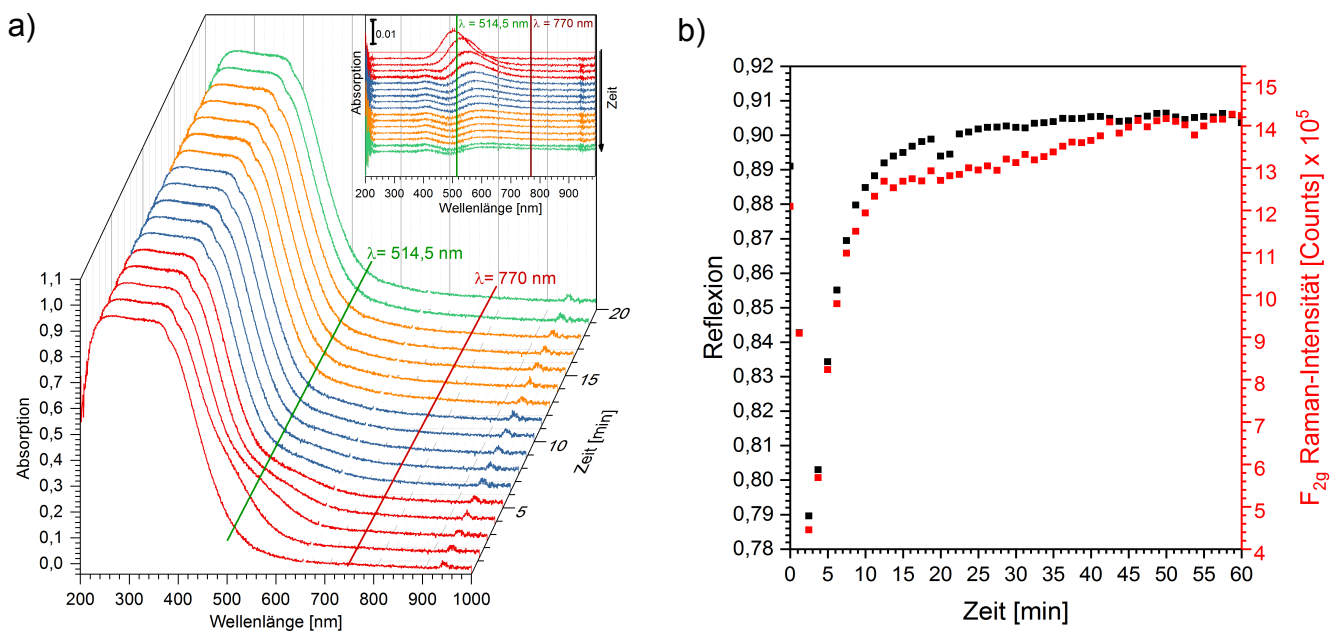 a)
0.01
λ= 514,5 nm
λ= 770 nm
Absorption
Zeit
200 300 400 500 600 700 800 900
Wellenlänge [nm]
λ= 514,5 nm
λ= 770 nm
1,1
1,0
0,9
0,8
0,7
0,6
0,5
0,4
0,3
0,2
0,1
0,0
Absorption
200 300 400 500 600 700 800 900 1000
Wellenlänge [nm]
20
15
10
5
Zeit [min]
b)
0,92
0,91
0,90
0,89
0,88
0,87
0,86
0,85
0,84
0,83
0,82
0,81
0,80
0,79
0,78
Reflexion
0 5 10 15 20 25 30 35 40 45 50 55 60
Zeit [min]
15
14
13
12
11
10
9
8
7
6
5
4
F2g Raman-Intensität [Counts] x 10⁵